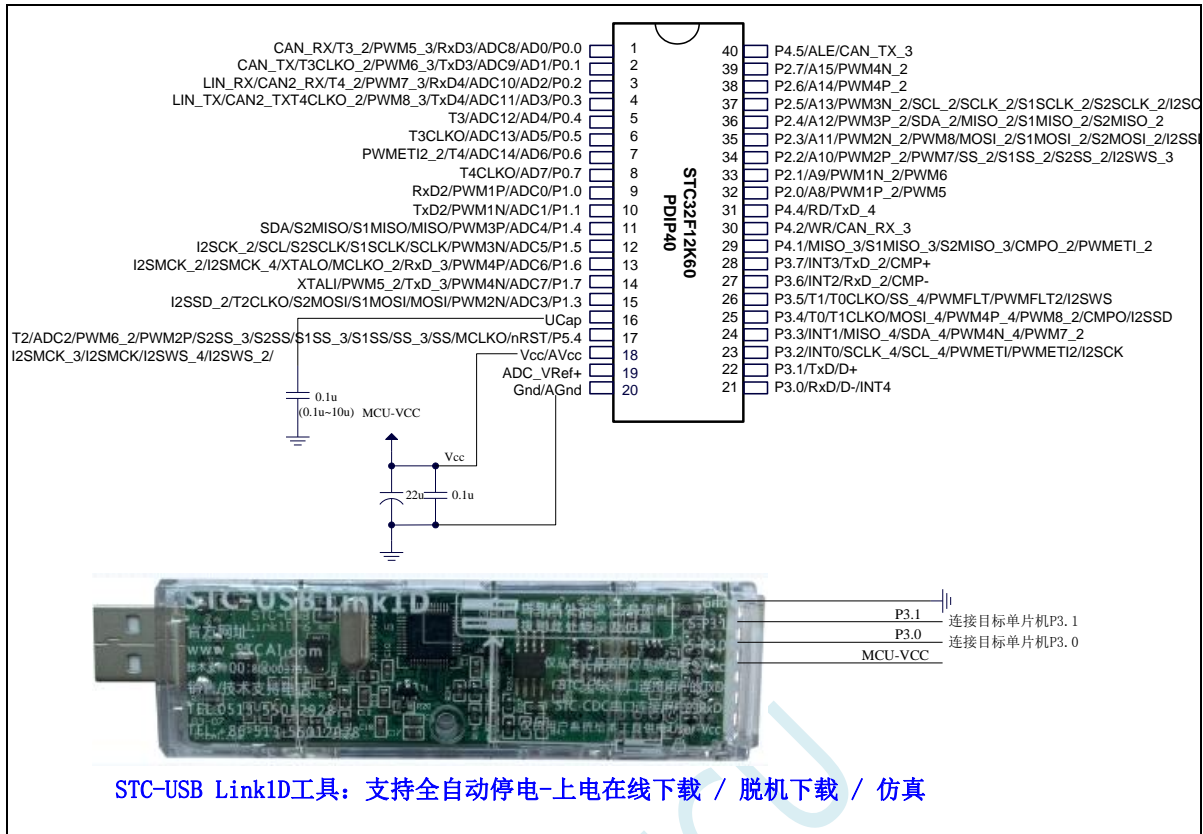 CAN_RX/T3_2/PWM5_3/RxD3/ADC8/AD0/P0.0
CAN_TX/T3CLKO_2/PWM6_3/TxD3/ADC9/AD1/P0.1
LIN_RX/CAN2_RX/T4_2/PWM7_3/RxD4/ADC10/AD2/P0.2
LIN_TX/CAN2_TXT4CLKO_2/PWM8_3/TxD4/ADC11/AD3/P0.3
T3/ADC12/AD4/P0.4
T3CLKO/ADC13/AD5/P0.5
PWMETI2_2/T4/ADC14/AD6/P0.6
T4CLKO/AD7/P0.7
RxD2/PWM1P/ADC0/P1.0
TxD2/PWM1N/ADC1/P1.1
SDA/S2MISO/S1MISO/MISO/PWM3P/ADC4/P1.4
I2SCK_2/SCL/S2SCLK/S1SCLK/SCLK/PWM3N/ADC5/P1.5
I2SMCK_2/I2SMCK_4/XTALO/MCLKO_2/RxD_3/PWM4P/ADC6/P1.6
XTALI/PWM5_2/TxD_3/PWM4N/ADC7/P1.7
I2SSD_2/T2CLKO/S2MOSI/S1MOSI/MOSI/PWM2N/ADC3/P1.3
UCap
T2/ADC2/PWM6_2/PWM2P/S2SS_3/S2SS/S1SS_3/S1SS/SS_3/SS/MCLKO/nRST/P5.4
I2SMCK_3/I2SMCK/I2SWS_4/I2SWS_2/
Vcc/AVcc
ADC_VRef+
Gnd/AGnd
1
2
3
4
5
6
7
8
9
10
11
12
13
14
15
16
17
18
19
20
STC32F12K60
PDIP40
40 P4.5/ALE/CAN_TX_3
39 P2.7/A15/PWM4N_2
38 P2.6/A14/PWM4P_2
37 P2.5/A13/PWM3N_2/SCL_2/SCLK_2/S1SCLK_2/S2SCLK_2/I2SC
36 P2.4/A12/PWM3P_2/SDA_2/MISO_2/S1MISO_2/S2MISO_2
35 P2.3/A11/PWM2N_2/PWM8/MOSI_2/S1MOSI_2/S2MOSI_2/I2SSI
34 P2.2/A10/PWM2P_2/PWM7/SS_2/S1SS_2/S2SS_2/I2SWS_3
33 P2.1/A9/PWM1N_2/PWM6
32 P2.0/A8/PWM1P_2/PWM5
31 P4.4/RD/TxD_4
30 P4.2/WR/CAN_RX_3
29 P4.1/MISO_3/S1MISO_3/S2MISO_3/CMPO_2/PWMETI_2
28 P3.7/INT3/TxD_2/CMP+
27 P3.6/INT2/RxD_2/CMP-
26 P3.5/T1/T0CLKO/SS_4/PWMFLT/PWMFLT2/I2SWS
25 P3.4/T0/T1CLKO/MOSI_4/PWM4P_4/PWM8_2/CMPO/I2SSD
24 P3.3/INT1/MISO_4/SDA_4/PWM4N_4/PWM7_2
23 P3.2/INT0/SCLK_4/SCL_4/PWMETI/PWMETI2/I2SCK
22 P3.1/TxD/D+
21 P3.0/RxD/D-/INT4
0.1u
(0.1u~10u)
MCU-VCC
Vcc
22u
0.1u
STC-USB Link1D
官方网址:
www.STCAI.com
TEL:0513-55012928
Gnd
P3.1 连接目标单片机P3.1
P3.0 连接目标单片机P3.0
MCU-VCC
STC-USB Link1D工具: 支持全自动停电-上电在线下载 / 脱机下载 / 仿真